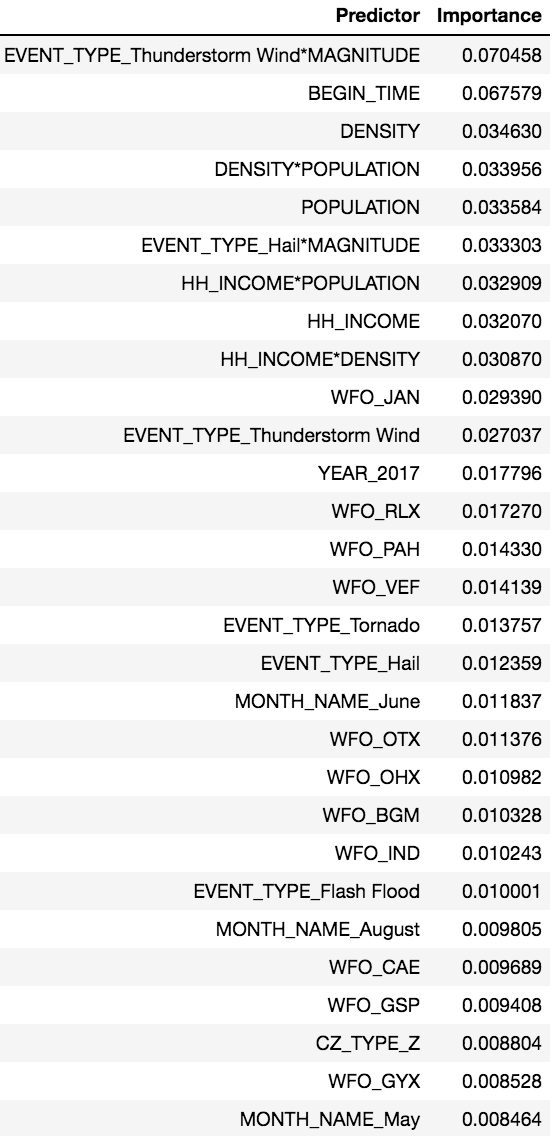 Predictor Importance
EVENT_TYPE_Thunderstorm Wind*MAGNITUDE 0.070458
BEGIN_TIME 0.067579
DENSITY 0.034630
DENSITY*POPULATION 0.033956
POPULATION 0.033584
EVENT_TYPE_Hail*MAGNITUDE 0.033303
HH_INCOME*POPULATION 0.032909
HH_INCOME 0.032070
HH_INCOME*DENSITY 0.030870
WFO_JAN 0.029390
EVENT_TYPE_Thunderstorm Wind 0.027037
YEAR_2017 0.017796
WFO_RLX 0.017270
WFO_PAH 0.014330
WFO_VEF 0.014139
EVENT_TYPE_Tornado 0.013757
EVENT_TYPE_Hail 0.012359
MONTH_NAME_June 0.011837
WFO_OTX 0.011376
WFO_OHX 0.010982
WFO_BGM 0.010328
WFO_IND 0.010243
EVENT_TYPE_Flash Flood 0.010001
MONTH_NAME_August 0.009805
WFO_CAE 0.009689
WFO_GSP 0.009408
CZ_TYPE_Z 0.008804
WFO_GYX 0.008528
MONTH_NAME_May 0.008464